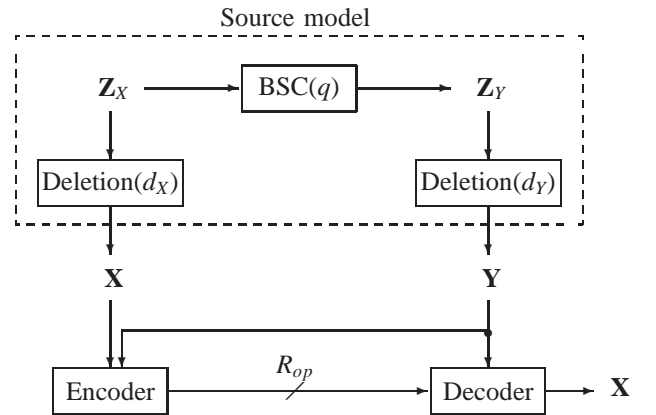 Source model
Z_X BSC(q) Z_Y
Deletion(d_X) Deletion(d_Y)
X Y
R_op
Encoder Decoder X